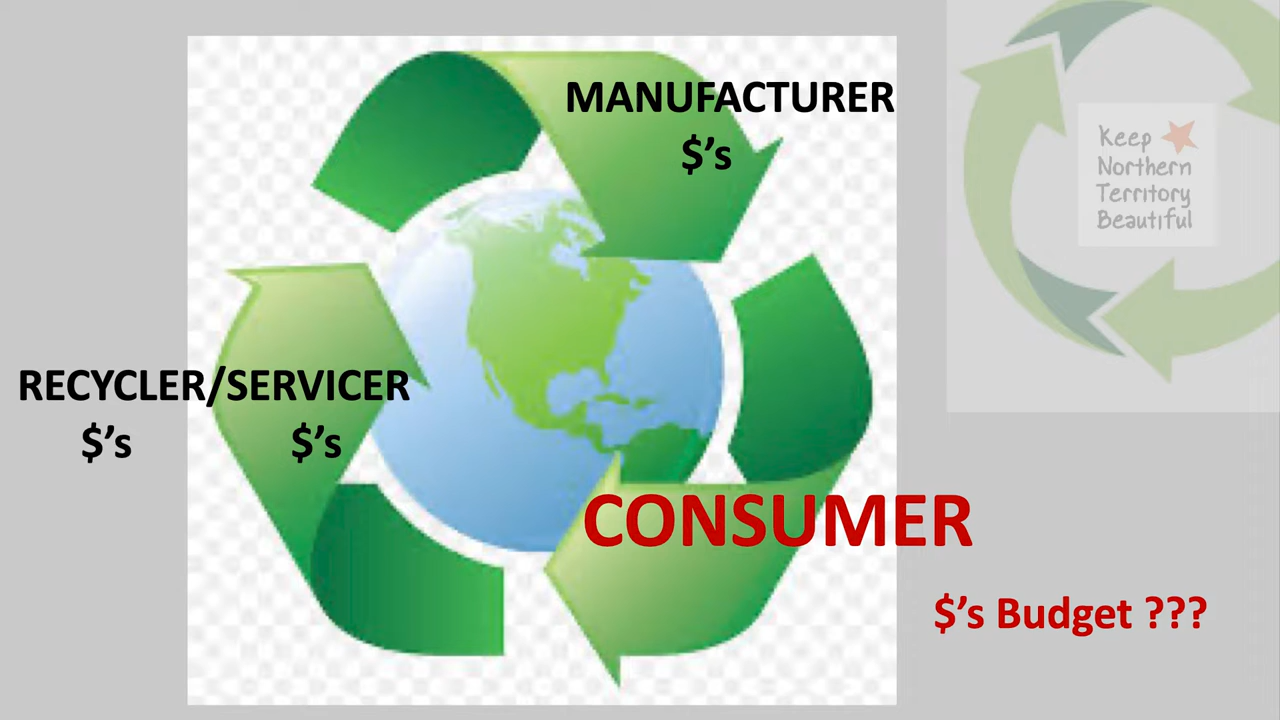 MANUFACTURER
$’s
Keep
Northern
Territory
Beautiful
RECYCLER/SERVICER
$’s $’s
CONSUMER
$’s Budget ???